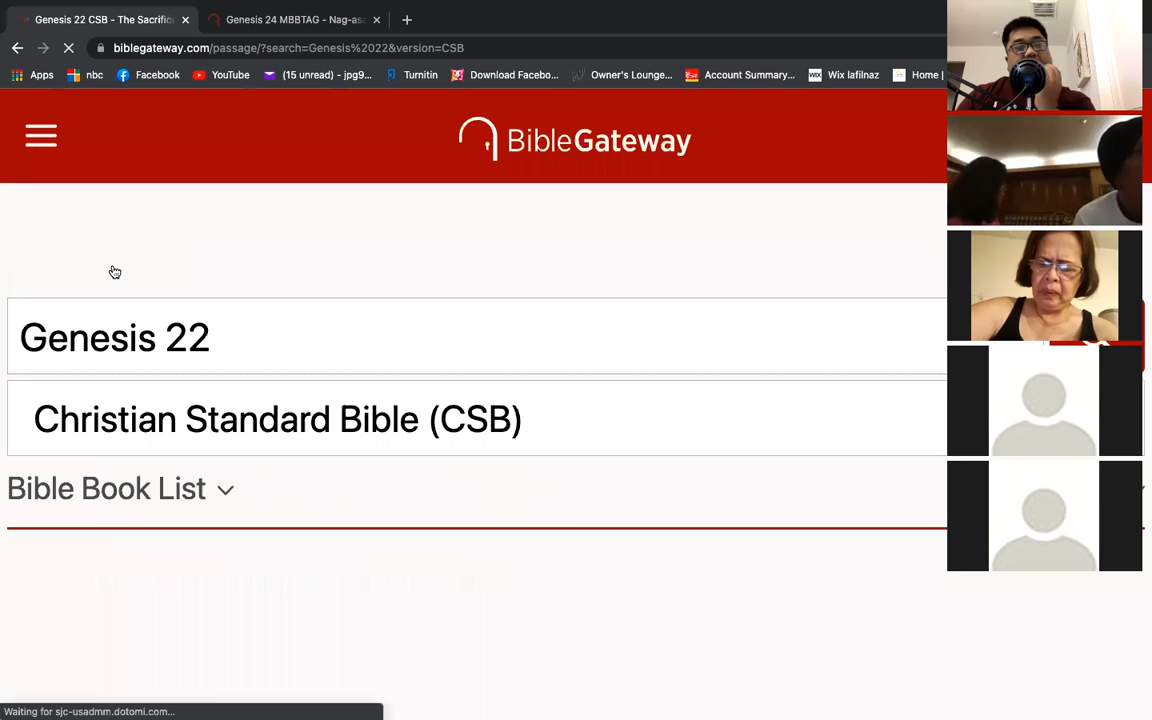 Genesis 22 CSB - The Sacrific
Genesis 24 MBBTAG - Nag-asa
biblegateway.com/passage/?search=Genesis%2022&version=CSB
Apps
nbc
Facebook
YouTube
(15 unread) - jpg9...
Turnitin
Download Facebo...
Owner's Lounge...
Account Summary...
WIX Wix lafilnaz
Home |
BibleGateway
Genesis 22
Christian Standard Bible (CSB)
Bible Book List
Waiting for sjc-usadmm.dotomi.com...